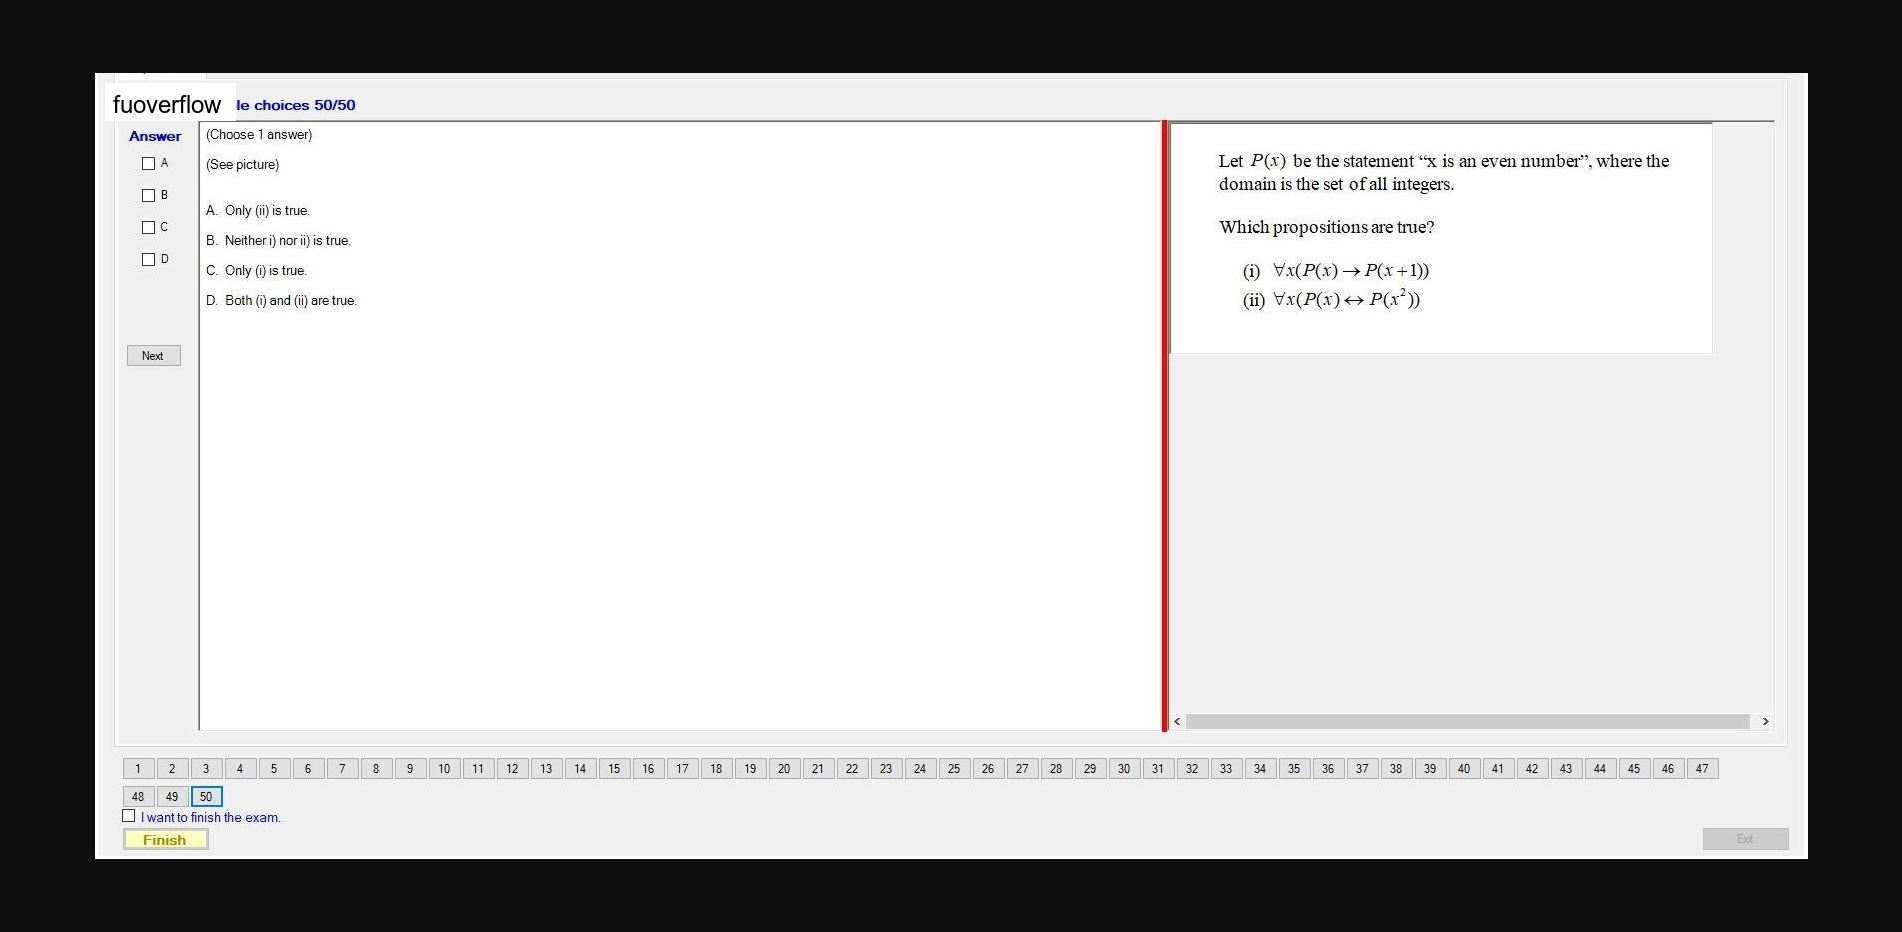 fuoverflow le choices 50/50
Answer
A
B
C
D
Next
(Choose 1 answer)
(See picture)
A. Only (ii) is true.
B. Neither i) nor ii) is true.
C. Only (i) is true.
D. Both (i) and (ii) are true.
Let P(x) be the statement “x is an even number”, where the
domain is the set of all integers.
Which propositions are true?
(i) ∀x(P(x)→P(x+1))
(ii) ∀x(P(x)↔P(x²))
1 2 3 4 5 6 7 8 9 10 11 12 13 14 15 16 17 18 19 20 21 22 23 24 25 26 27 28 29 30 31 32 33 34 35 36 37 38 39 40 41 42 43 44 45 46 47
48 49 50
I want to finish the exam.
Finish
Exit